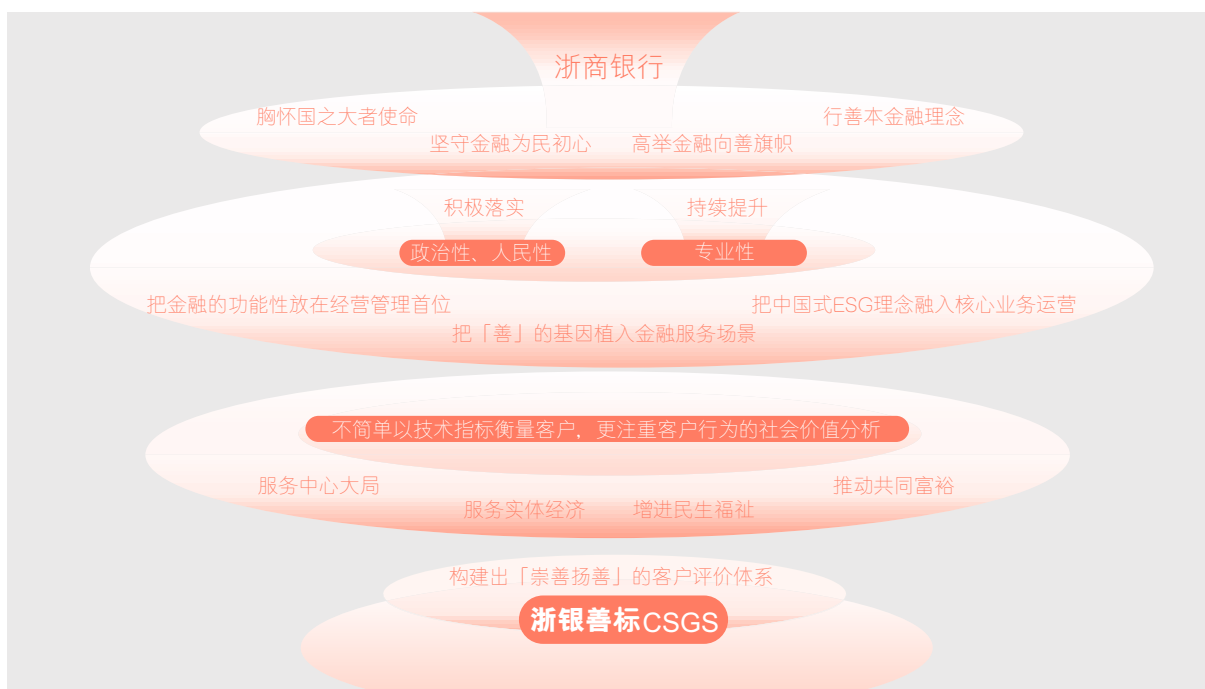 浙商银行
胸怀国之大者使命
行善本金融理念
坚守金融为民初心
高举金融向善旗帜
积极落实
持续提升
政治性、人民性
专业性
把金融的功能性放在经营管理首位
把中国式ESG理念融入核心业务运营
把「善」的基因植入金融服务场景
不简单以技术指标衡量客户，更注重客户行为的社会价值分析
服务中心大局
推动共同富裕
服务实体经济
增进民生福祉
构建出「崇善扬善」的客户评价体系
浙银善标CSGS